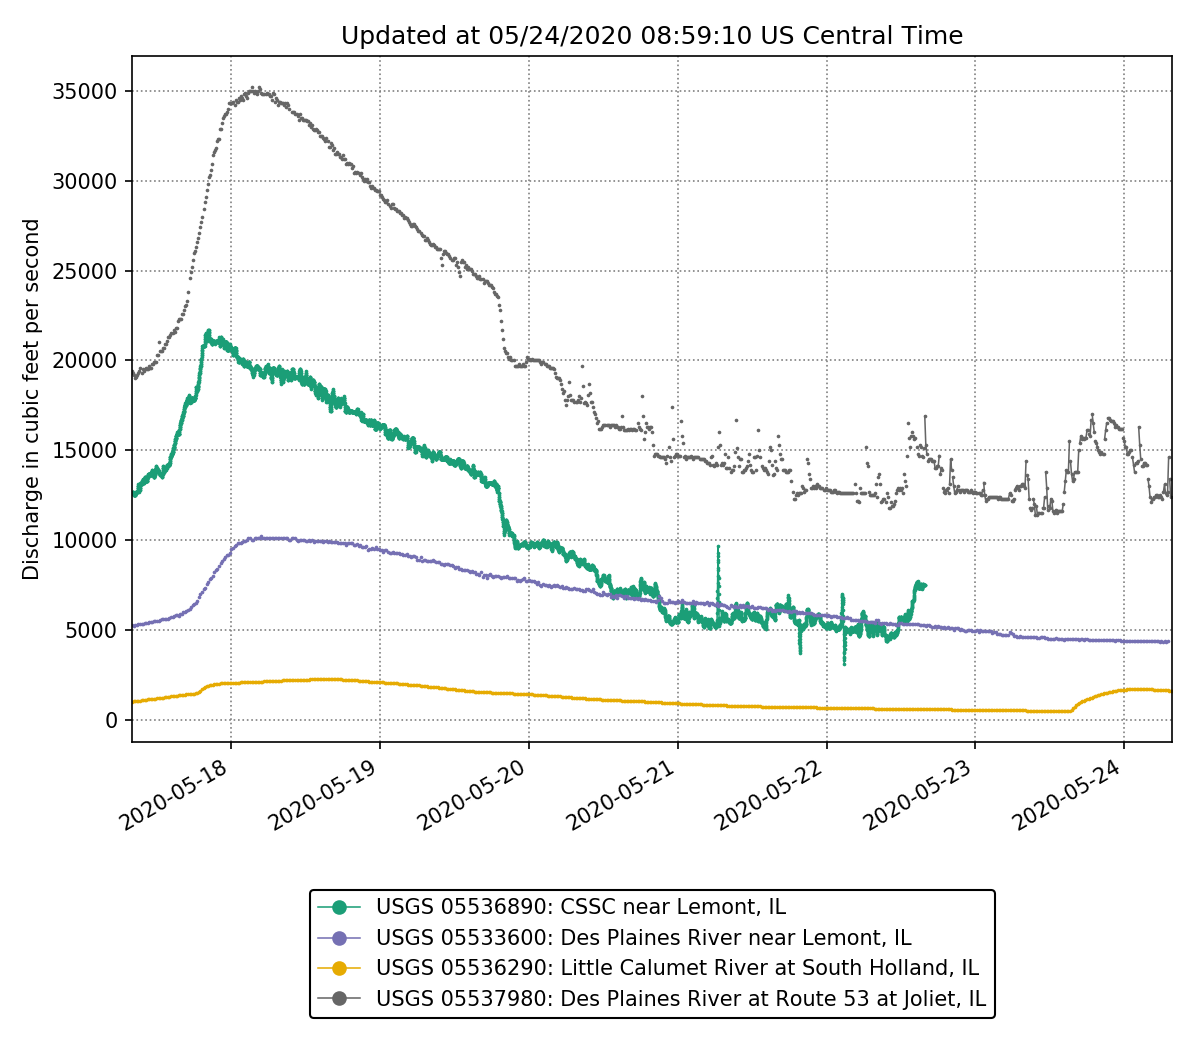 Updated at 05/24/2020 08:59:10 US Central Time
Discharge in cubic feet per second
35000
30000
25000
20000
15000
10000
5000
0
2020-05-18
2020-05-19
2020-05-20
2020-05-21
2020-05-22
2020-05-23
2020-05-24
USGS 05536890: CSSC near Lemont, IL
USGS 05533600: Des Plaines River near Lemont, IL
USGS 05536290: Little Calumet River at South Holland, IL
USGS 05537980: Des Plaines River at Route 53 at Joliet, IL